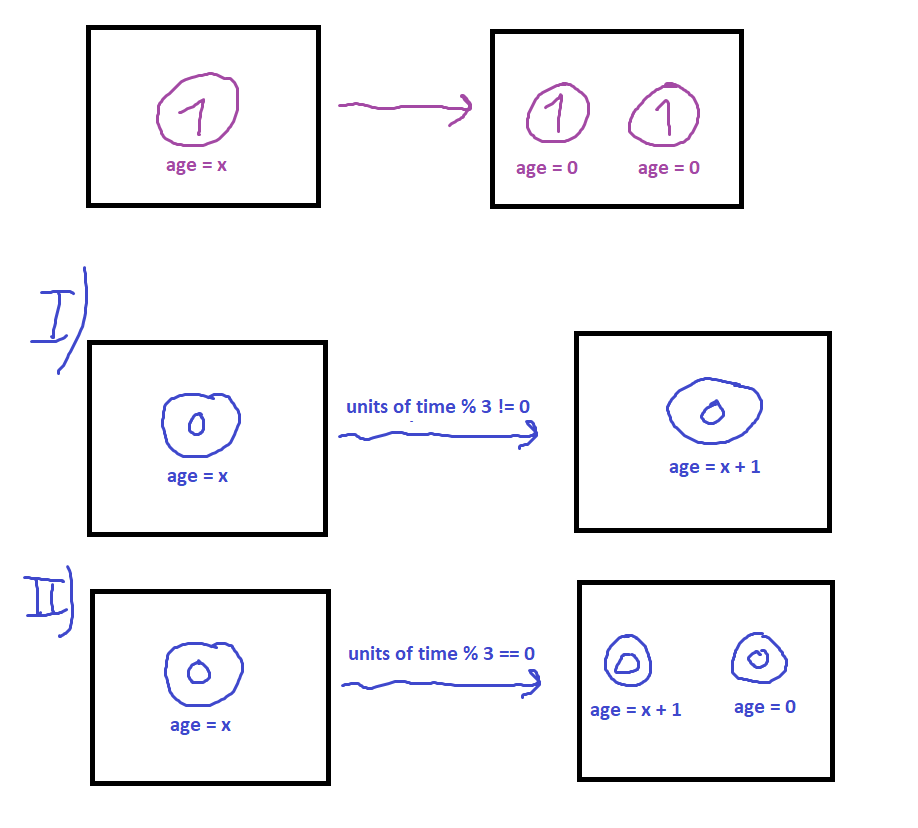 1
age = x
1 1
age = 0 age = 0
I)
units of time % 3 != 0
0 0
age = x age = x + 1
II)
units of time % 3 == 0
0 0 0
age = x age = x + 1 age = 0